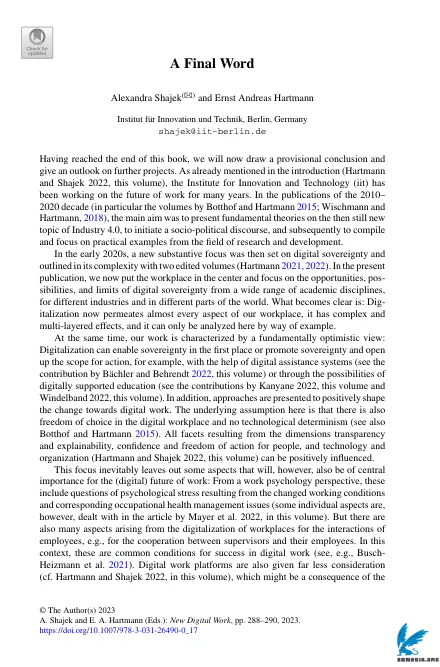 Check for
updates
A Final Word
Alexandra Shajek(✉) and Ernst Andreas Hartmann
Institut für Innovation und Technik, Berlin, Germany
shajek@iit-berlin.de
Having reached the end of this book, we will now draw a provisional conclusion and
give an outlook on further projects. As already mentioned in the introduction (Hartmann
and Shajek 2022, this volume), the Institute for Innovation and Technology (iit) has
been working on the future of work for many years. In the publications of the 2010–
2020 decade (in particular the volumes by Botthof and Hartmann 2015; Wischmann and
Hartmann, 2018), the main aim was to present fundamental theories on the then still new
topic of Industry 4.0, to initiate a socio-political discourse, and subsequently to compile
and focus on practical examples from the field of research and development.
In the early 2020s, a new substantive focus was then set on digital sovereignty and
outlined in its complexity with two edited volumes (Hartmann 2021, 2022). In the present
publication, we now put the workplace in the center and focus on the opportunities, pos-
sibilities, and limits of digital sovereignty from a wide range of academic disciplines,
for different industries and in different parts of the world. What becomes clear is: Dig-
italization now permeates almost every aspect of our workplace, it has complex and
multi-layered effects, and it can only be analyzed here by way of example.
At the same time, our work is characterized by a fundamentally optimistic view:
Digitalization can enable sovereignty in the first place or promote sovereignty and open
up the scope for action, for example, with the help of digital assistance systems (see the
contribution by Bächler and Behrendt 2022, this volume) or through the possibilities of
digitally supported education (see the contributions by Kanyane 2022, this volume and
Windelband 2022, this volume). In addition, approaches are presented to positively shape
the change towards digital work. The underlying assumption here is that there is also
freedom of choice in the digital workplace and no technological determinism (see also
Botthof and Hartmann 2015). All facets resulting from the dimensions transparency
and explainability, confidence and freedom of action for people, and technology and
organization (Hartmann and Shajek 2022, this volume) can be positively influenced.
This focus inevitably leaves out some aspects that will, however, also be of central
importance for the (digital) future of work: From a work psychology perspective, these
include questions of psychological stress resulting from the changed working conditions
and corresponding occupational health management issues (some individual aspects are,
however, dealt with in the article by Mayer et al. 2022, in this volume). But there are
also many aspects arising from the digitalization of workplaces for the interactions of
employees, e.g., for the cooperation between supervisors and their employees. In this
context, these are common conditions for success in digital work (see, e.g., Busch-
Heizmann et al. 2021). Digital work platforms are also given far less consideration
(cf. Hartmann and Shajek 2022, in this volume), which might be a consequence of the
© The Author(s) 2023
A. Shajek and E. A. Hartmann (Eds.): New Digital Work, pp. 288–290, 2023.
https://doi.org/10.1007/978-3-031-26490-0_17